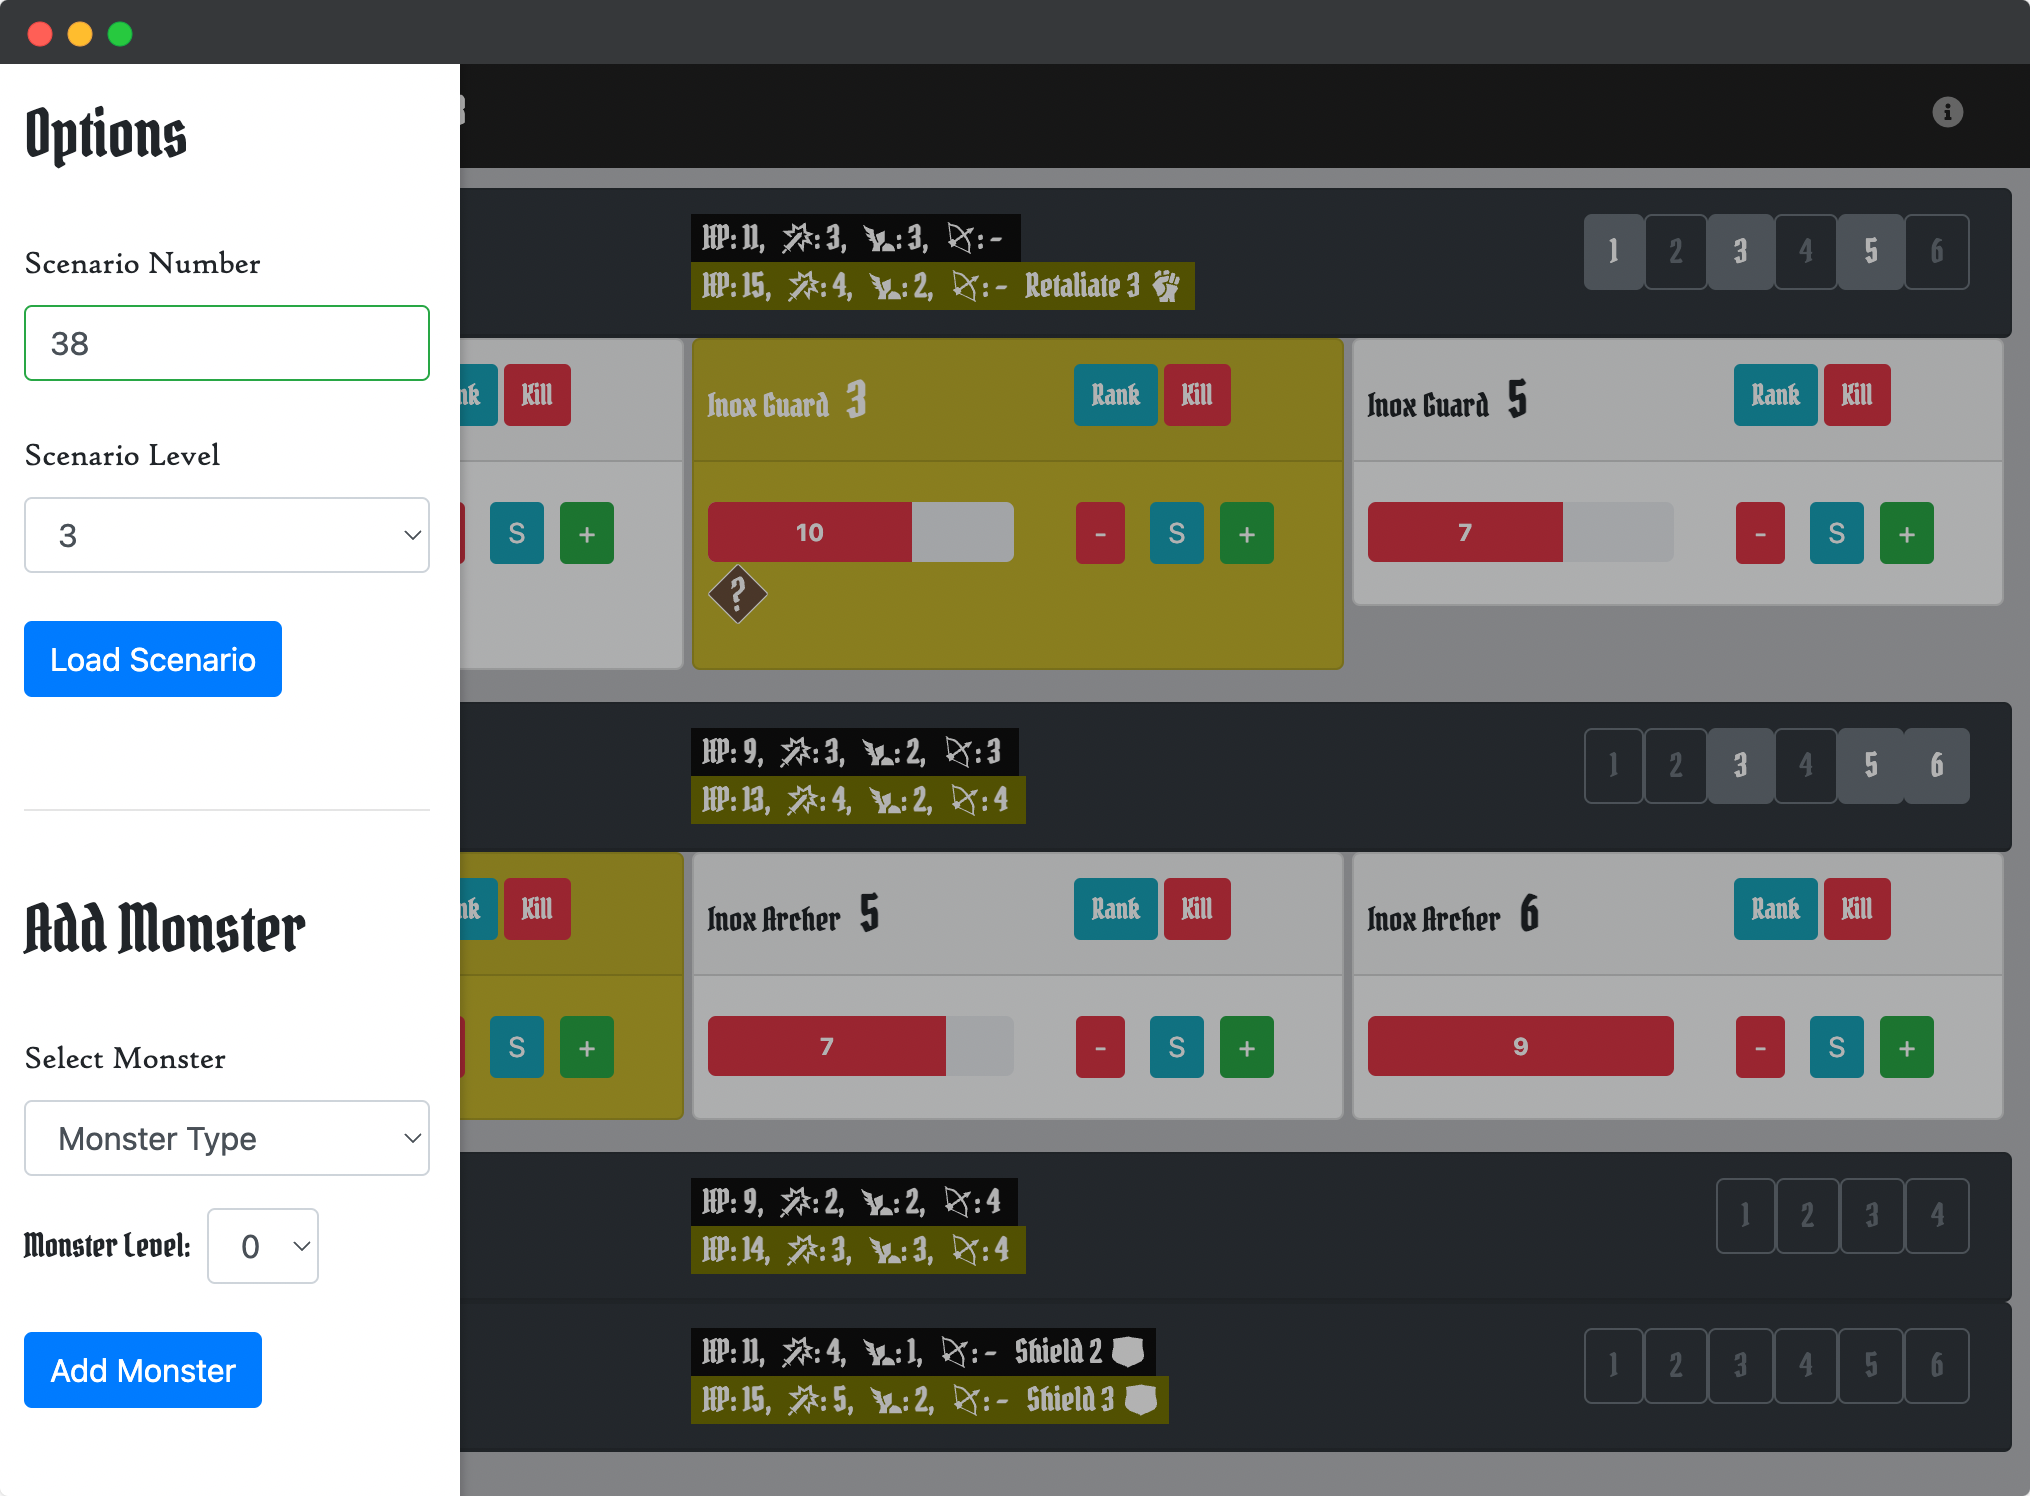 Options
Scenario Number
38
Scenario Level
3
Load Scenario
Add Monster
Select Monster
Monster Type
Monster Level: 0
Add Monster
HP: 11, : 3, : 3, : -
HP: 15, : 4, : 2, : - Retaliate 3
1 2 3 4 5 6
Kill
S +
Inox Guard 3 Rank Kill
10 - S +
?
Inox Guard 5 Rank Kill
7 - S +
HP: 9, : 3, : 2, : 3
HP: 13, : 4, : 2, : 4
1 2 3 4 5 6
Kill
S +
Inox Archer 5 Rank Kill
7 - S +
Inox Archer 6 Rank Kill
9 - S +
HP: 9, : 2, : 2, : 4
HP: 14, : 3, : 3, : 4
1 2 3 4
HP: 11, : 4, : 1, : - Shield 2
HP: 15, : 5, : 2, : - Shield 3
1 2 3 4 5 6